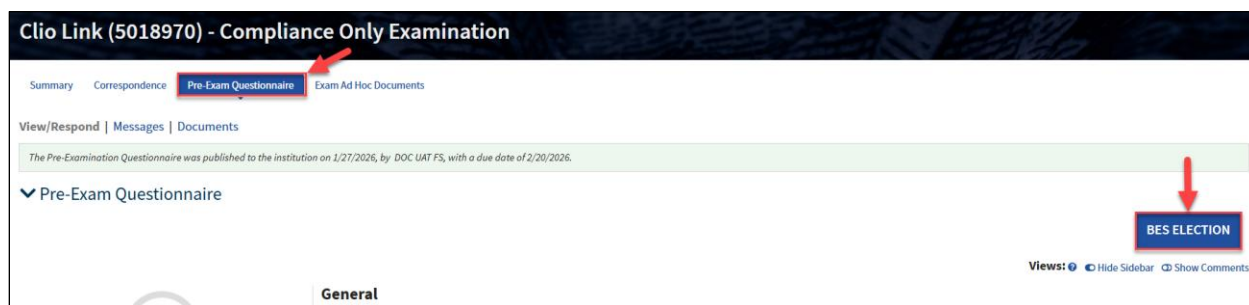 Clio Link (5018970) - Compliance Only Examination
Summary Correspondence Pre-Exam Questionnaire Exam Ad Hoc Documents
View/Respond | Messages | Documents
The Pre-Examination Questionnaire was published to the institution on 1/27/2026, by DOC UAT FS, with a due date of 2/20/2026.
Pre-Exam Questionnaire
BES ELECTION
Views: Hide Sidebar Show Comments
General